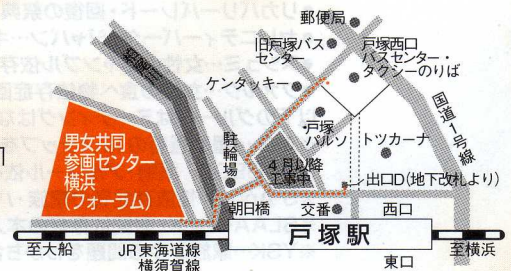 郵便局
旧戸塚バス
センター
戸塚西口
バスセンター・
タクシーのりば
ケンタッキー
柏尾川
国道1号線
駐輪場
戸塚
パルソ
トツカーナ
男女共同
参画センター
横浜
(フォーラム)
4月以降
工事中
出口D(地下改札より)
朝日橋
交番
西口
戸塚駅
至大船
JR東海道線
横須賀線
東口
至横浜